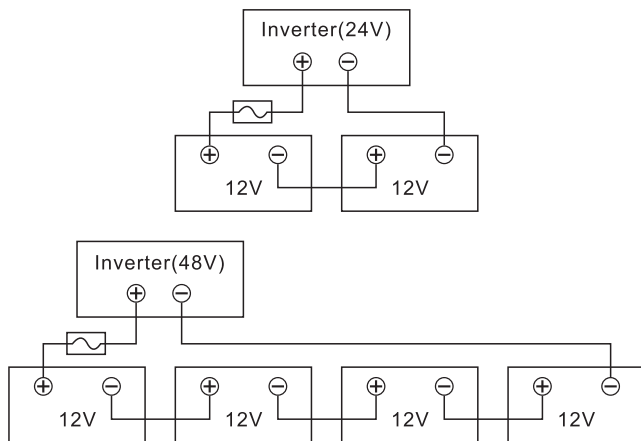 Inverter(24V)
+ −
+ − + −
12V 12V
Inverter(48V)
+ −
+ − + − + − + −
12V 12V 12V 12V